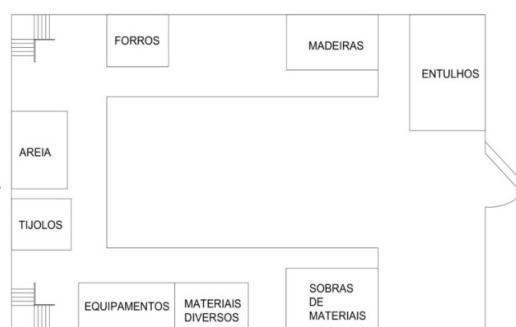 FORROS
MADEIRAS
ENTULHOS
AREIA
TIJOLOS
EQUIPAMENTOS
MATERIAIS
DIVERSOS
SOBRAS
DE
MATERIAIS